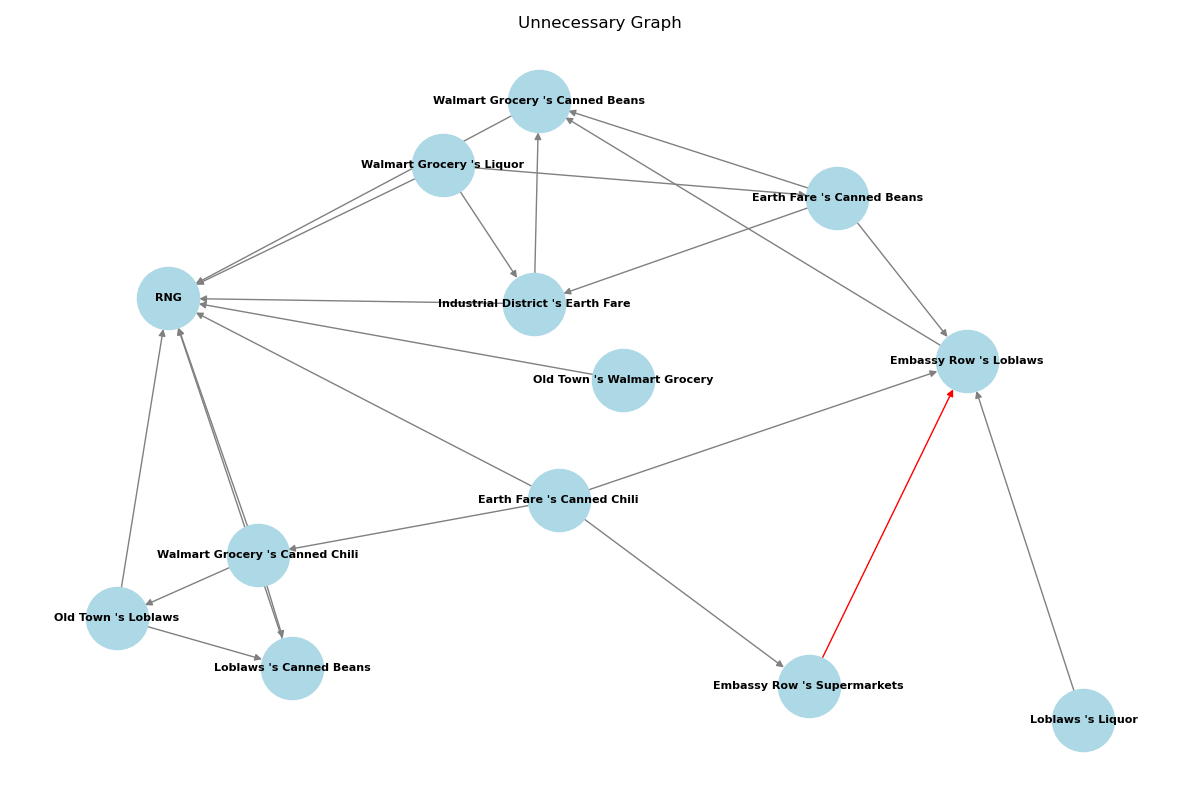 Unnecessary Graph
Walmart Grocery 's Canned Beans
Walmart Grocery 's Liquor
Earth Fare 's Canned Beans
RNG
Industrial District 's Earth Fare
Embassy Row 's Loblaws
Old Town 's Walmart Grocery
Earth Fare 's Canned Chili
Walmart Grocery 's Canned Chili
Old Town 's Loblaws
Loblaws 's Canned Beans
Embassy Row 's Supermarkets
Loblaws 's Liquor